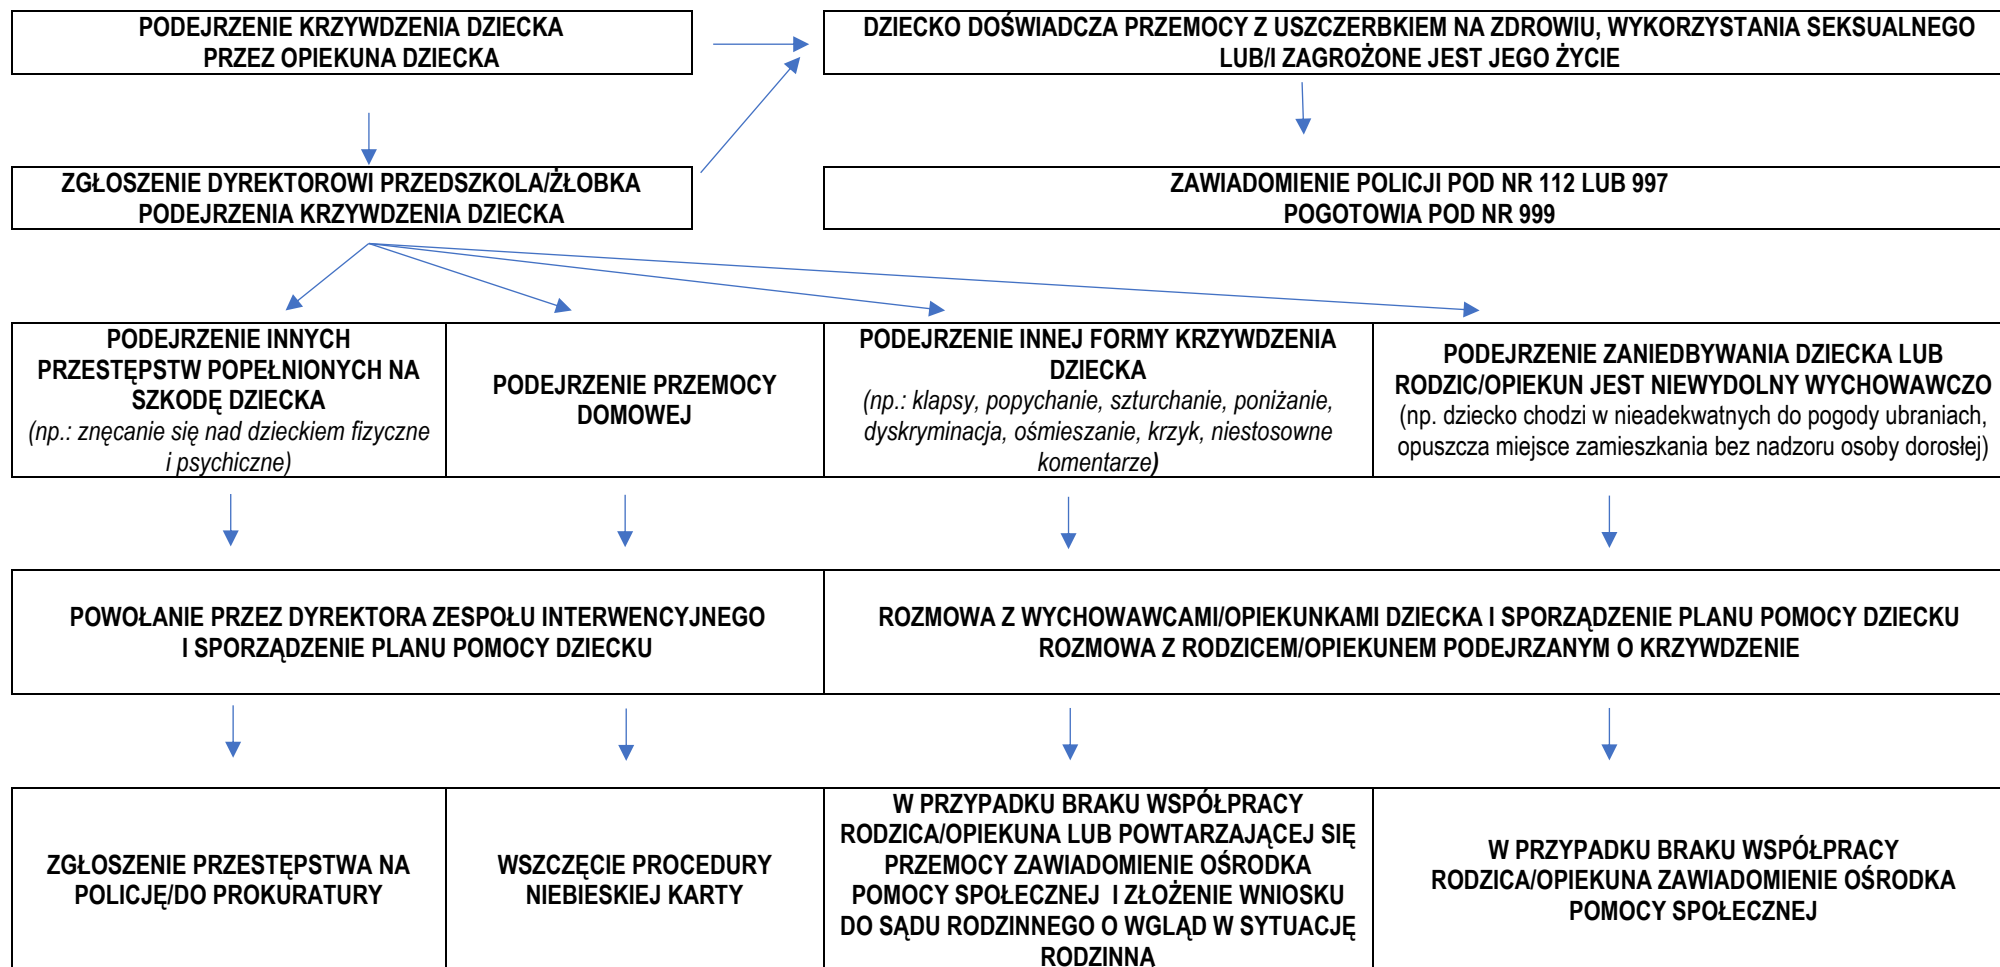 PODEJRZENIE KRZYWDZENIA DZIECKA
PRZEZ OPIEKUNA DZIECKA
DZIECKO DOŚWIADCZA PRZEMOCY Z USZCZERBKIEM NA ZDROWIU, WYKORZYSTANIA SEKSUALNEGO
LUB/I ZAGROŻONE JEST JEGO ŻYCIE
ZGŁOSZENIE DYREKTOROWI PRZEDSZKOLA/ŻŁOBKA
PODEJRZENIA KRZYWDZENIA DZIECKA
ZAWIADOMIENIE POLICJI POD NR 112 LUB 997
POGOTOWIA POD NR 999
PODEJRZENIE INNYCH
PRZESTĘPSTW POPEŁNIONYCH NA
SZKODĘ DZIECKA
(np.: znęcanie się nad dzieckiem fizyczne
i psychiczne)
PODEJRZENIE PRZEMOCY
DOMOWEJ
PODEJRZENIE INNEJ FORMY KRZYWDZENIA
DZIECKA
(np.: klapsy, popychanie, szturchanie, poniżanie,
dyskryminacja, ośmieszanie, krzyk, niestosowne
komentarze)
PODEJRZENIE ZANIEDBYWANIA DZIECKA LUB
RODZIC/OPIEKUN JEST NIEWYDOLNY WYCHOWAWCZO
(np. dziecko chodzi w nieadekwatnych do pogody ubraniach,
opuszcza miejsce zamieszkania bez nadzoru osoby dorosłej)
POWOŁANIE PRZEZ DYREKTORA ZESPOŁU INTERWENCYJNEGO
I SPORZĄDZENIE PLANU POMOCY DZIECKU
ROZMOWA Z WYCHOWAWCAMI/OPIEKUNKAMI DZIECKA I SPORZĄDZENIE PLANU POMOCY DZIECKU
ROZMOWA Z RODZICEM/OPIEKUNEM PODEJRZANYM O KRZYWDZENIE
ZGŁOSZENIE PRZESTĘPSTWA NA
POLICJĘ/DO PROKURATURY
WSZCZĘCIE PROCEDURY
NIEBIESKIEJ KARTY
W PRZYPADKU BRAKU WSPÓŁPRACY
RODZICA/OPIEKUNA LUB POWTARZAJĄCEJ SIĘ
PRZEMOCY ZAWIADOMIENIE OŚRODKA
POMOCY SPOŁECZNEJ I ZŁOŻENIE WNIOSKU
DO SĄDU RODZINNEGO O WGLĄD W SYTUACJĘ
RODZINNĄ
W PRZYPADKU BRAKU WSPÓŁPRACY
RODZICA/OPIEKUNA ZAWIADOMIENIE OŚRODKA
POMOCY SPOŁECZNEJ